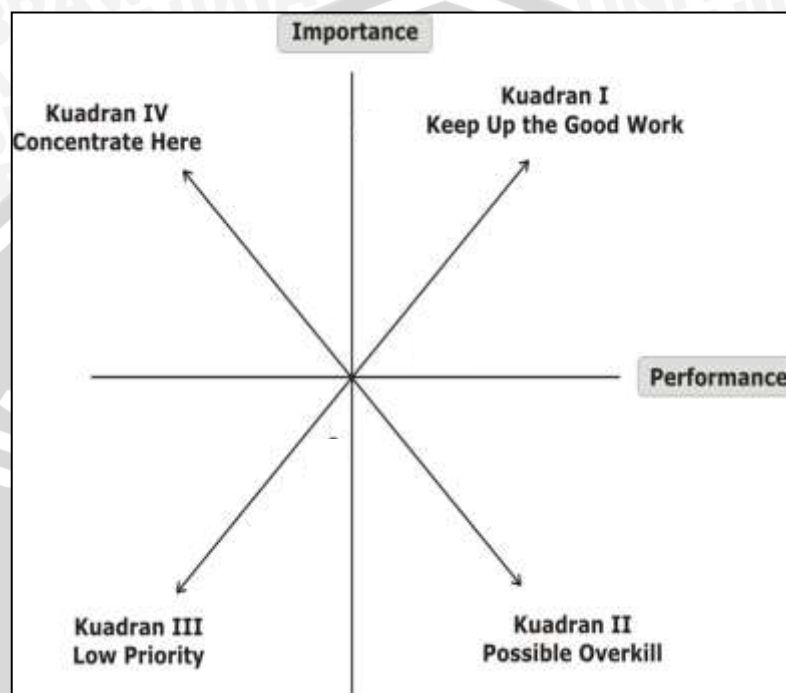 Importance
Kuadran IV
Concentrate Here
Kuadran I
Keep Up the Good Work
Performance
Kuadran III
Low Priority
Kuadran II
Possible Overkill